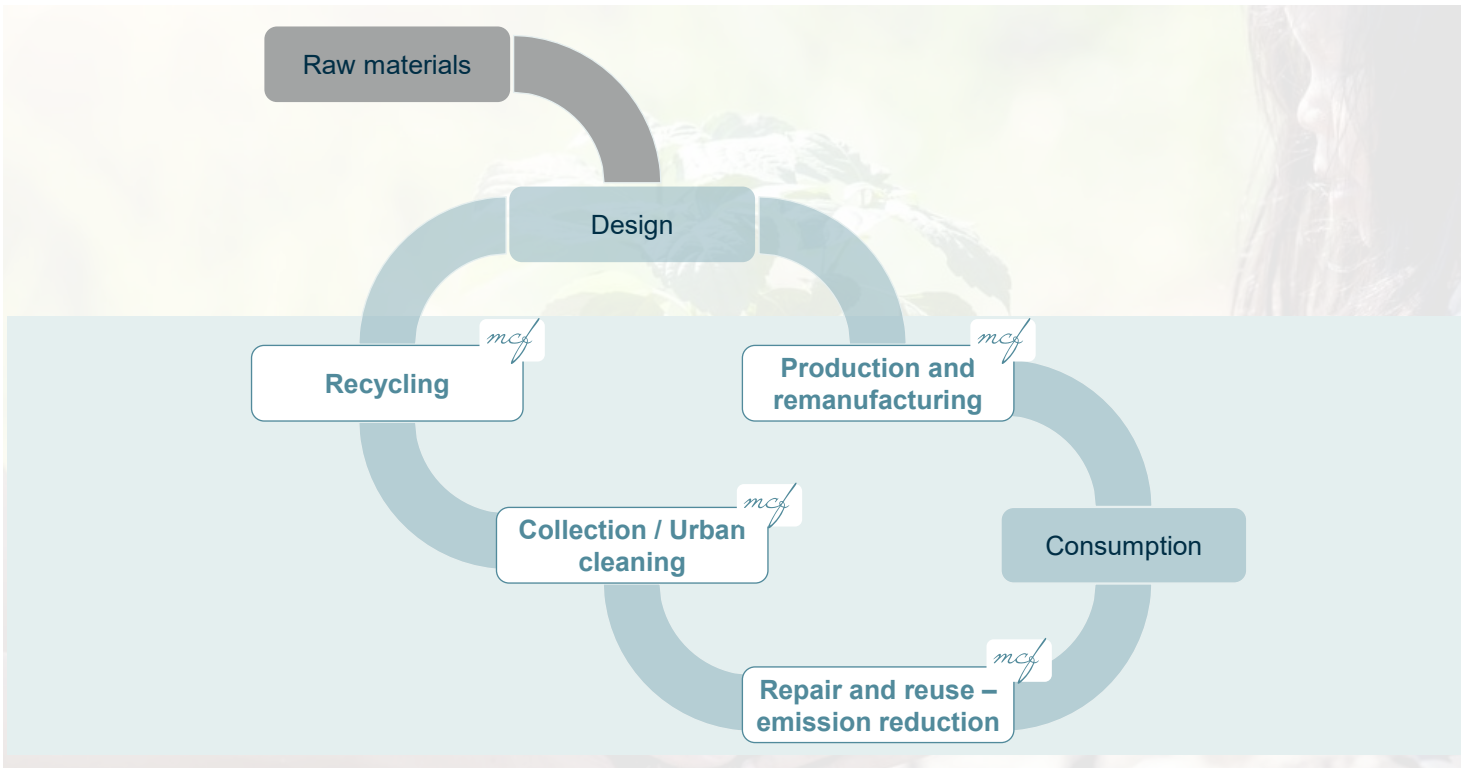 Raw materials
Design
mcf
Recycling
mcf
Production and
remanufacturing
mcf
Collection / Urban
cleaning
Consumption
mcf
Repair and reuse –
emission reduction